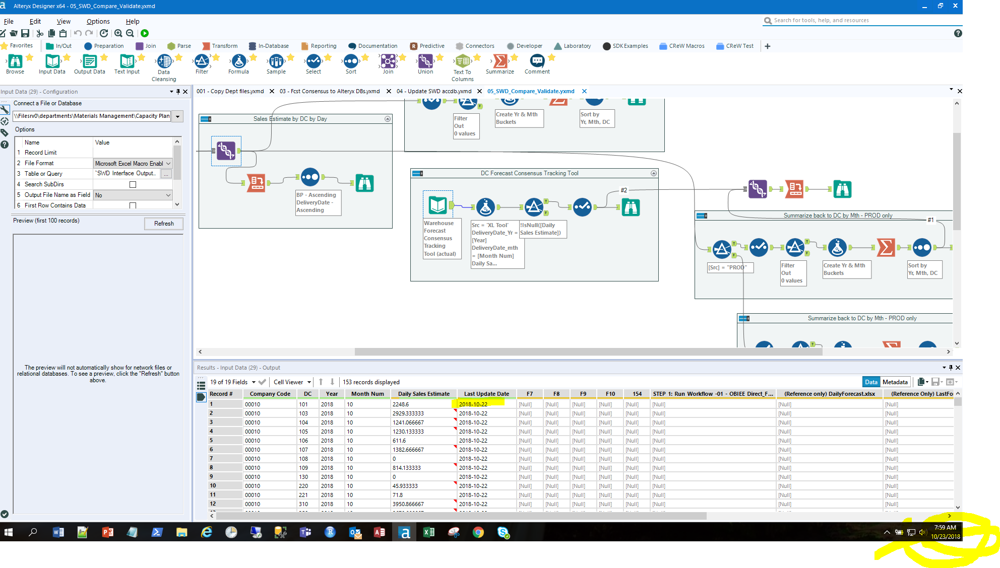 Alteryx Designer x64 - 05_SWD_Compare_Validate.yxmd
File Edit View Options Help
Search for tools, help, and resources
Favorites In/Out Preparation Join Parse Transform In-Database Reporting Documentation Predictive Connectors Developer Laboratory SDK Examples CReW Macros CReW Test
Browse Input Data Output Data Text Input Data Cleansing Filter Formula Sample Select Sort Join Union Text To Columns Summarize Comment
Input Data (29) - Configuration
001 - Copy Dept files.yxmd 03 - Fcst Consensus to Alteryx DBs.yxmd 04 - Update SWD accdb.yxmd 05_SWD_Compare_Validate.yxmd
Connect a File or Database
\\Filesrv0\departments\Materials Management\Capacity Plan
Options
Name Value
1 Record Limit
2 File Format Microsoft Excel Macro Enabl
3 Table or Query `SWD Interface Output... ...
4 Search SubDirs
5 Output File Name as Field No
6 First Row Contains Data
Preview (first 100 records) Refresh
The preview will not automatically show for network files or
relational databases. To see a preview, click the "Refresh" button
above.
Sales Estimate by DC by Day
BP - Ascending
DeliveryDate -
Ascending
Filter
Out
0 values
Create Yr & Mth
Buckets
Sort by
Yr, Mth, DC
DC Forecast Consensus Tracking Tool
Warehouse
Forecast
Consensus
Tracking
Tool (actual)
Src = 'XL Tool'
DeliveryDate_Yr =
[Year]
DeliveryDate_mth
= [Month Num]
Daily Sa...
!IsNull([Daily
Sales Estimate])
#2
Summarize back to DC by Mth - PROD only
#1
[Src] = "PROD"
Filter
Out
0 values
Create Yr & Mth
Buckets
Sort by
Yr, Mth, DC
Summarize back to DC by Mth - PROD only
Results - Input Data (29) - Output
19 of 19 Fields Cell Viewer 153 records displayed Data Metadata
Record # Company Code DC Year Month Num Daily Sales Estimate Last Update Date F7 F8 F9 F10 154 STEP 1: Run Workflow -01 - OBIEE Direct_F... (Reference only) DailyForecast.xlsx (Reference Only) LastFo
1 00010 101 2018 10 2248.6 2018-10-22 [Null] [Null] [Null] [Null] [Null] [Null] [Null] [Null]
2 00010 103 2018 10 2929.333333 2018-10-22 [Null] [Null] [Null] [Null] [Null] [Null] [Null] [Null]
3 00010 104 2018 10 1241.066667 2018-10-22 [Null] [Null] [Null] [Null] [Null] [Null] [Null] [Null]
4 00010 105 2018 10 1230.133333 2018-10-22 [Null] [Null] [Null] [Null] [Null] [Null] [Null] [Null]
5 00010 106 2018 10 611.6 2018-10-22 [Null] [Null] [Null] [Null] [Null] [Null] [Null] [Null]
6 00010 107 2018 10 1382.666667 2018-10-22 [Null] [Null] [Null] [Null] [Null] [Null] [Null] [Null]
7 00010 108 2018 10 0 2018-10-22 [Null] [Null] [Null] [Null] [Null] [Null] [Null] [Null]
8 00010 109 2018 10 814.133333 2018-10-22 [Null] [Null] [Null] [Null] [Null] [Null] [Null] [Null]
9 00010 130 2018 10 0 2018-10-22 [Null] [Null] [Null] [Null] [Null] [Null] [Null] [Null]
10 00010 220 2018 10 45.933333 2018-10-22 [Null] [Null] [Null] [Null] [Null] [Null] [Null] [Null]
11 00010 221 2018 10 71.8 2018-10-22 [Null] [Null] [Null] [Null] [Null] [Null] [Null] [Null]
12 00010 310 2018 10 3950.866667 2018-10-22 [Null] [Null] [Null] [Null] [Null] [Null] [Null] [Null]
7:59 AM
10/23/2018